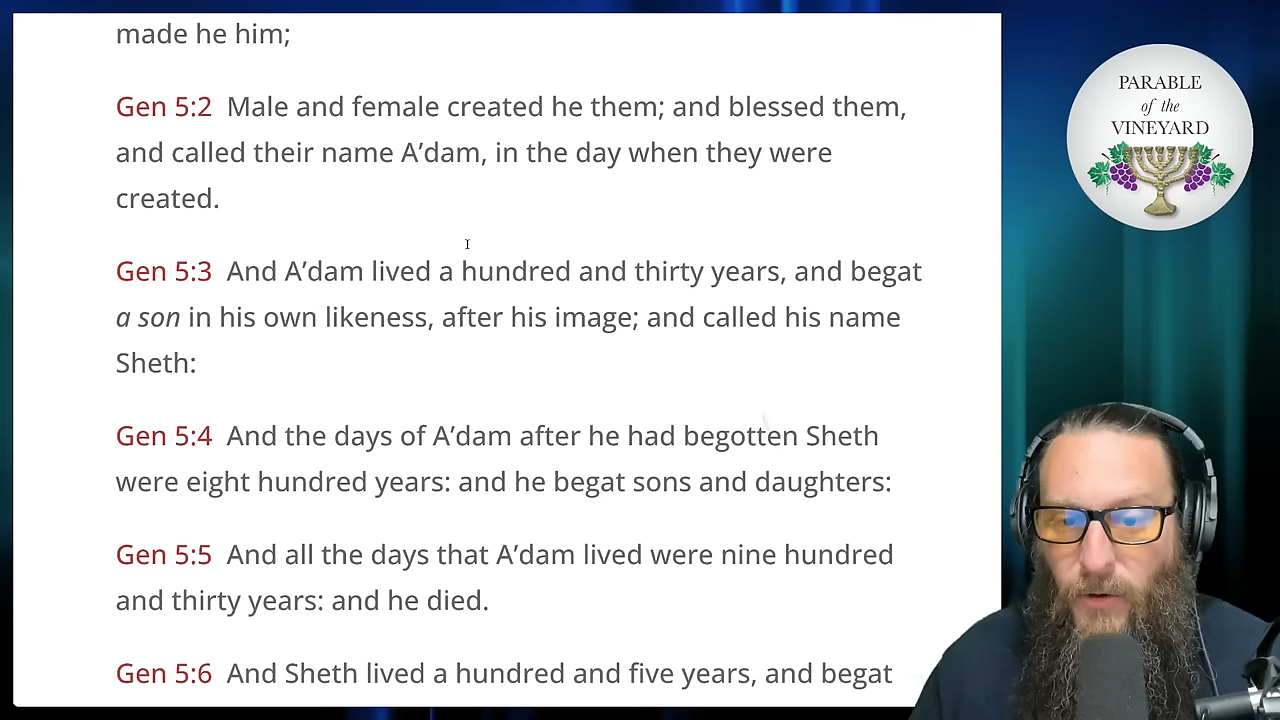 made he him;
Gen 5:2 Male and female created he them; and blessed them,
and called their name A’dam, in the day when they were
created.
Gen 5:3 And A’dam lived a hundred and thirty years, and begat
a son in his own likeness, after his image; and called his name
Sheth:
Gen 5:4 And the days of A’dam after he had begotten Sheth
were eight hundred years: and he begat sons and daughters:
Gen 5:5 And all the days that A’dam lived were nine hundred
and thirty years: and he died.
Gen 5:6 And Sheth lived a hundred and five years, and begat
PARABLE
of the
VINEYARD